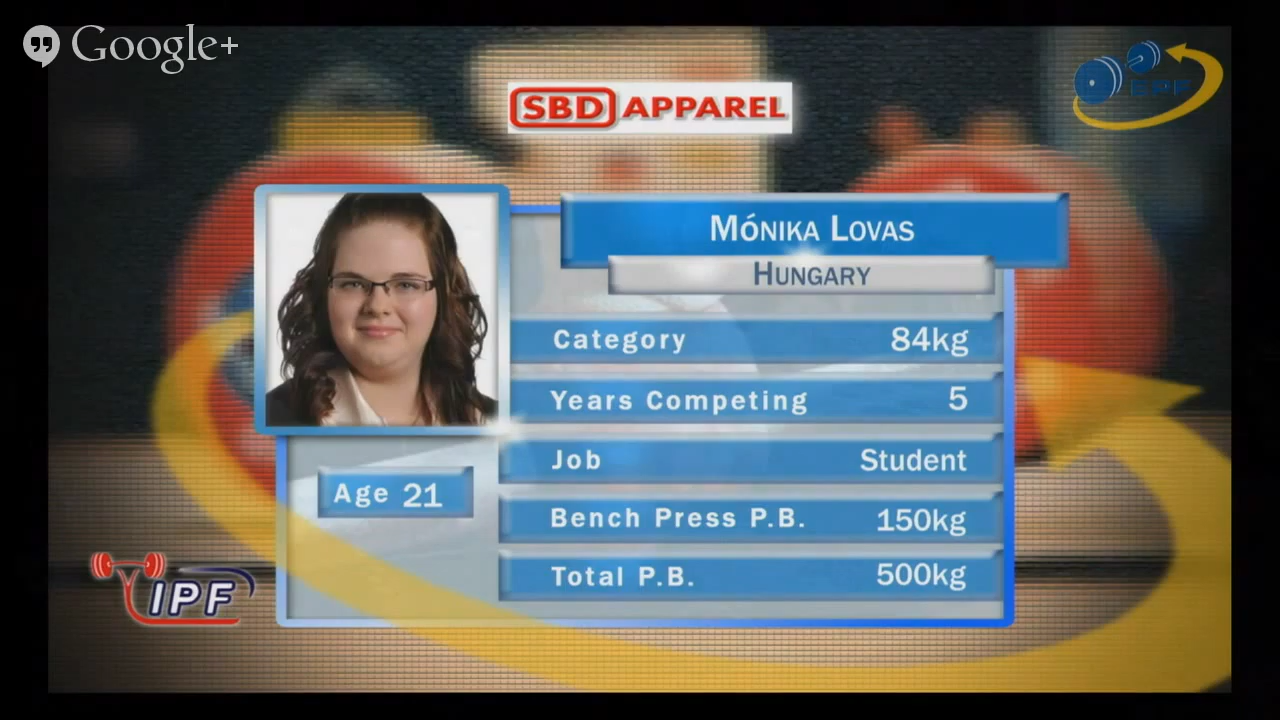 Google+
SBD APPAREL
EPF
MÓNIKA LOVAS
HUNGARY
Category 84kg
Years Competing 5
Job Student
Age 21
Bench Press P.B. 150kg
Total P.B. 500kg
IPF